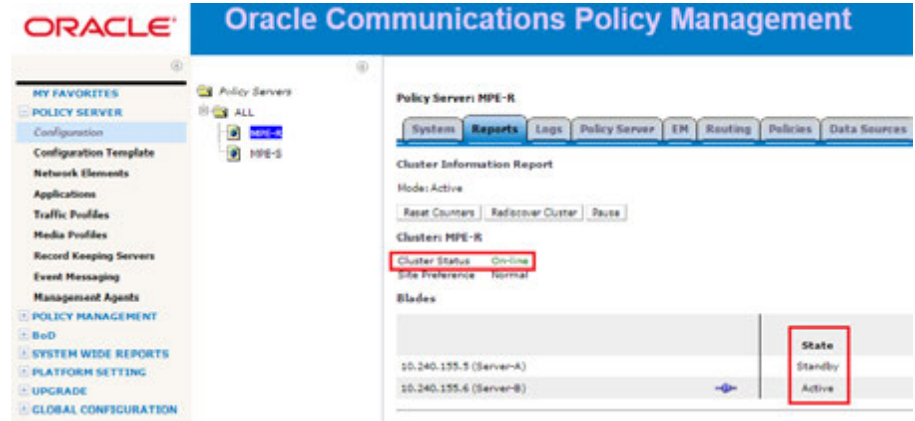 ORACLE®
Oracle Communications Policy Management
MY FAVORITES
POLICY SERVER
Configuration
Configuration Template
Network Elements
Applications
Traffic Profiles
Media Profiles
Record Keeping Servers
Event Messaging
Management Agents
POLICY MANAGEMENT
BoD
SYSTEM WIDE REPORTS
PLATFORM SETTING
UPGRADE
GLOBAL CONFIGURATION
Policy Servers
ALL
MPE-R
MPE-S
Policy Server: MPE-R
System Reports Logs Policy Server EM Routing Policies Data Sources
Cluster Information Report
Mode: Active
Reset Counters Rediscover Cluster Pause
Cluster: MPE-R
Cluster Status On-line
Site Preference Normal
Blades
State
10.240.155.5 (Server-A) Standby
10.240.155.6 (Server-B) Active